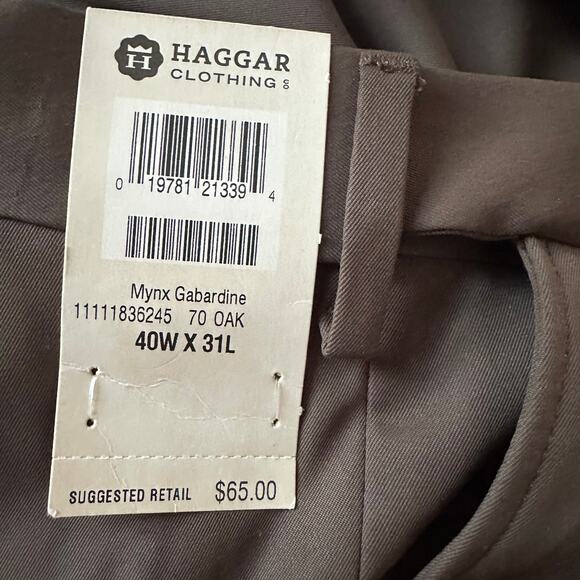 H
HAGGAR
CLOTHING CO
0 19781 21339 4
Mynx Gabardine
11111836245 70 OAK
40W X 31L
SUGGESTED RETAIL $65.00